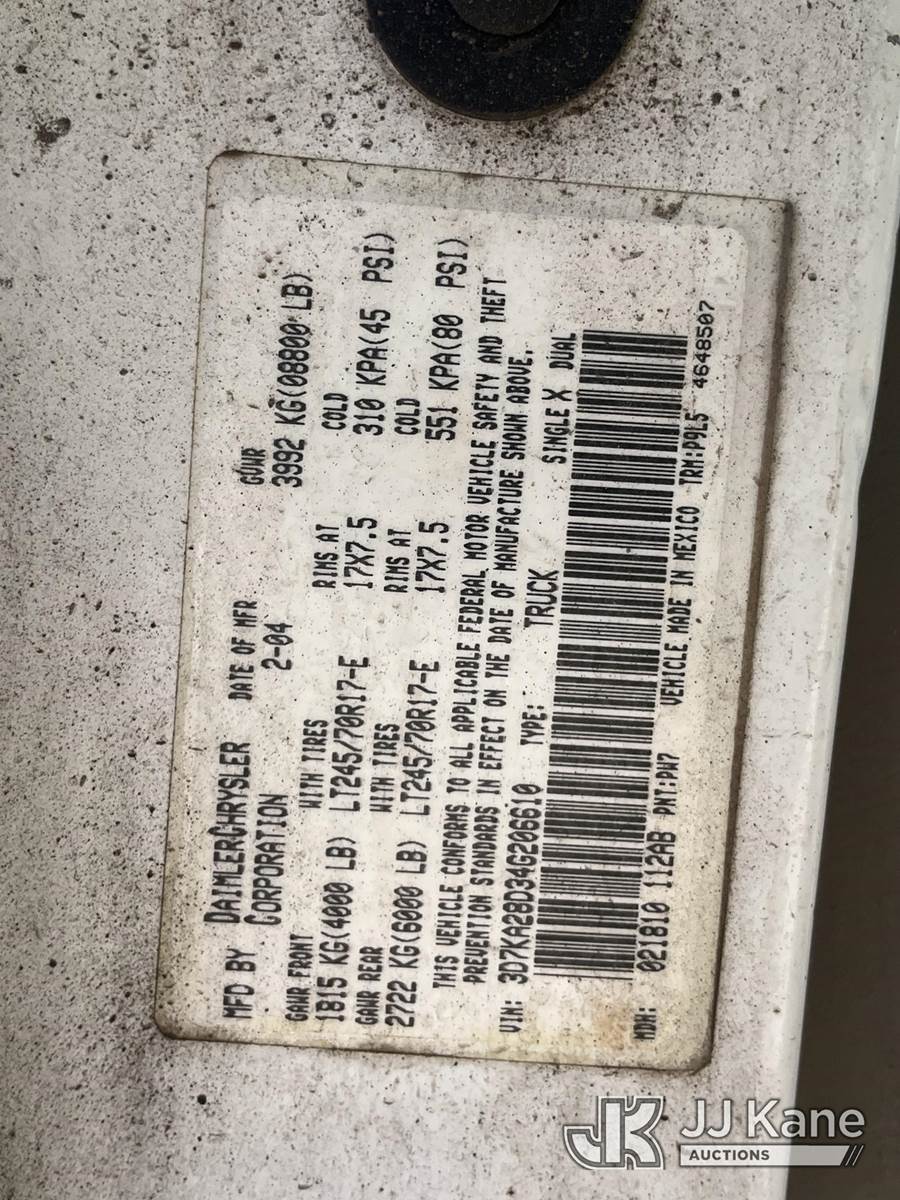 MFD BY DAIMLERCHRYSLER CORPORATION
DATE OF MFR 2-04
GVWR 3992 KG(08800 LB)
GAWR FRONT WITH TIRES RIMS AT COLD
1815 KG(4000 LB) LT245/70R17-E 17X7.5 310 KPA(45 PSI)
GAWR REAR WITH TIRES RIMS AT COLD
2722 KG(6000 LB) LT245/70R17-E 17X7.5 551 KPA(80 PSI)
THIS VEHICLE CONFORMS TO ALL APPLICABLE FEDERAL MOTOR VEHICLE SAFETY AND THEFT
PREVENTION STANDARDS IN EFFECT ON THE DATE OF MANUFACTURE SHOWN ABOVE.
VIN: 3D7KA28D34G206610 TYPE: TRUCK SINGLE X DUAL
MDH: 021810 112AB PNT:PW7 VEHICLE MADE IN MEXICO TRM:P9L5 4648507
JK JJ Kane
AUCTIONS